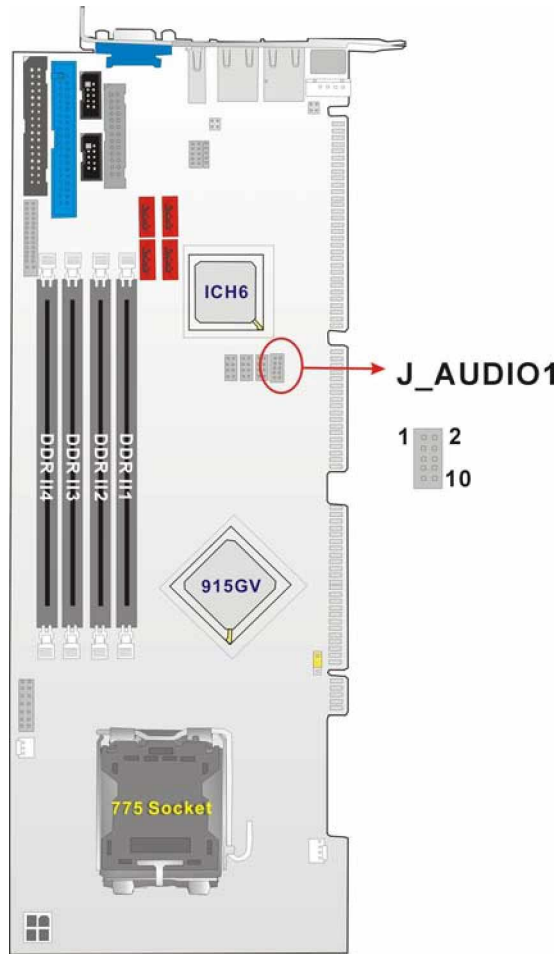 ICH6
J_AUDIO1
1 2
10
DDR II4
DDR II3
DDR II2
DDR II1
915GV
775 Socket